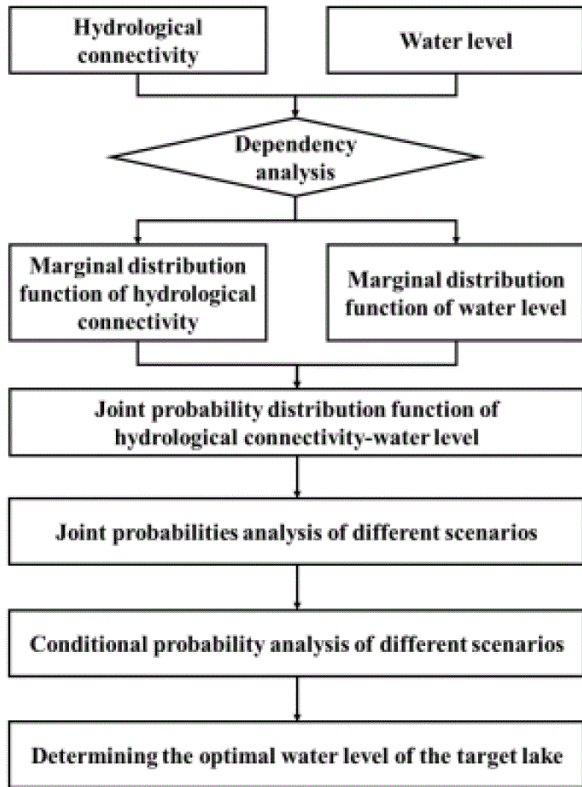 Hydrological
connectivity
Water level
Dependency
analysis
Marginal distribution
function of hydrological
connectivity
Marginal distribution
function of water level
Joint probability distribution function of
hydrological connectivity-water level
Joint probabilities analysis of different scenarios
Conditional probability analysis of different scenarios
Determining the optimal water level of the target lake